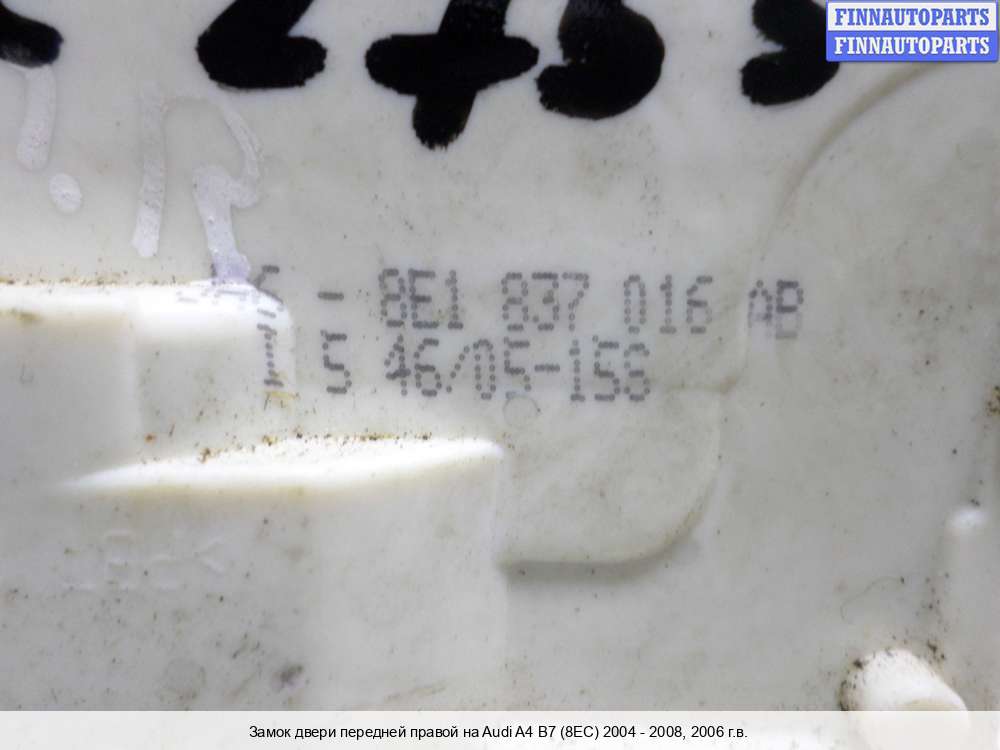 FINNAUTOPARTS
FINNAUTOPARTS
- 8E1 837 016 AB
5 46/05-15S
Замок двери передней правой на Audi A4 B7 (8EC) 2004 - 2008, 2006 г.в.